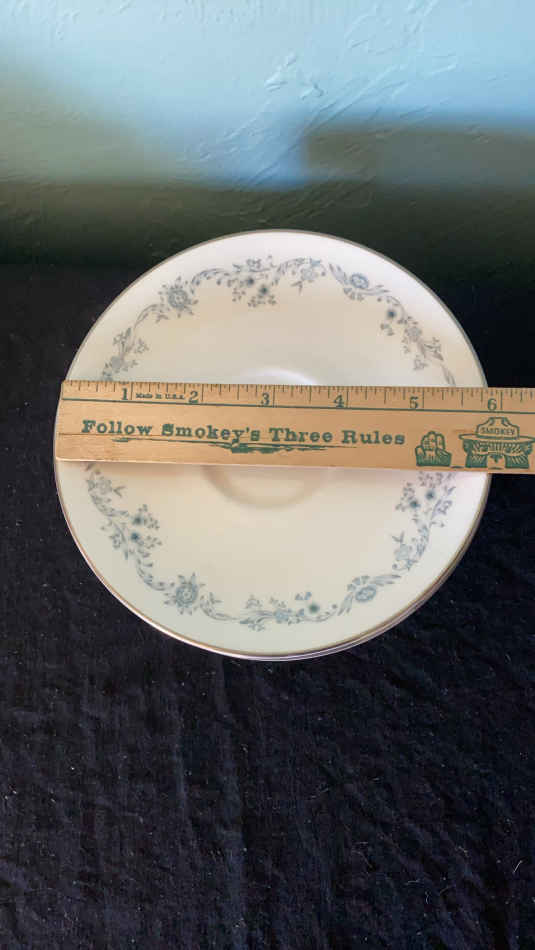 1 Made in U.S.A. 2 3 4 5 6
SMOKEY
Follow Smokey's Three Rules